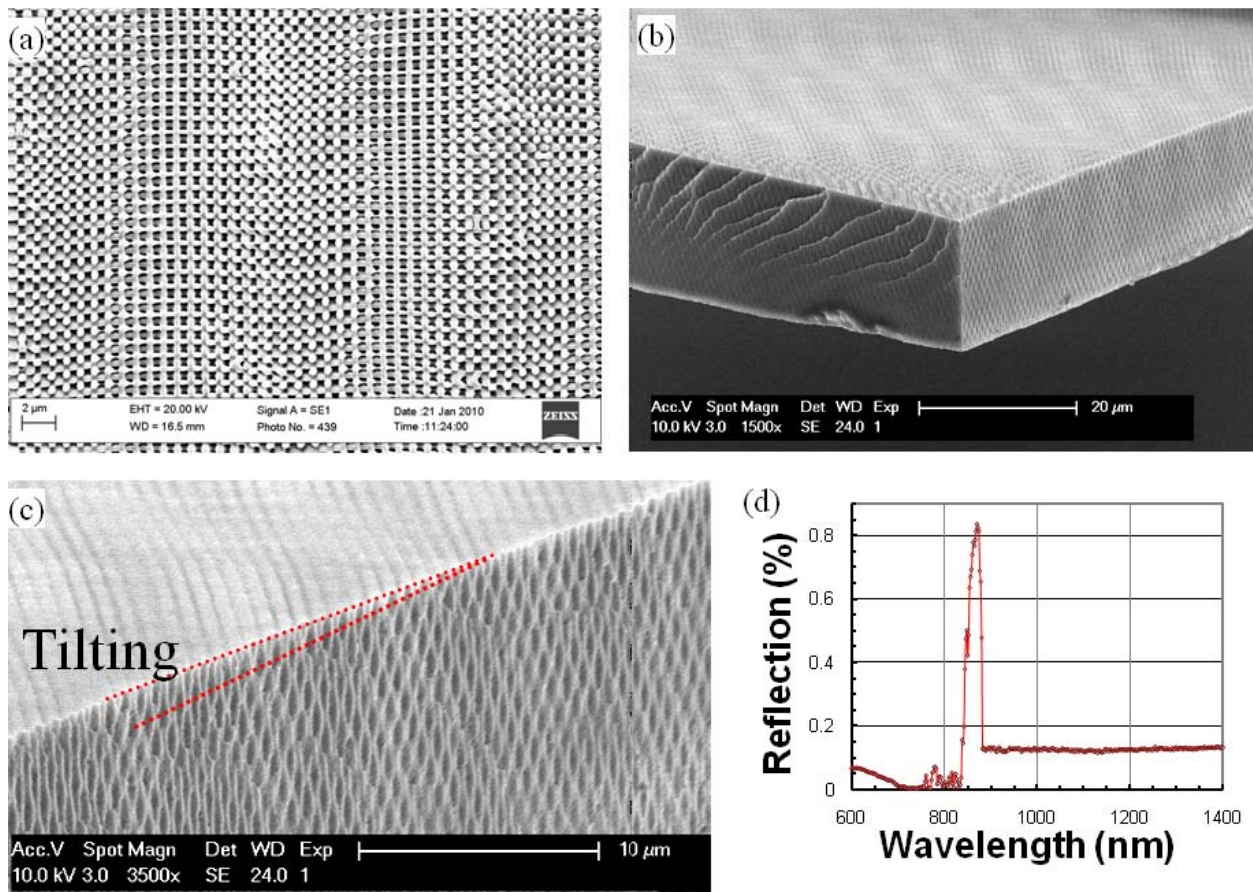 (a)
2 µm
EHT = 20.00 kV
Signal A = SE1
Date :21 Jan 2010
WD = 16.5 mm
Photo No. = 439
Time :11:24:00
ZEISS
(b)
Acc.V Spot Magn Det WD Exp 20 µm
10.0 kV 3.0 1500x SE 24.0 1
(c)
Tilting
Acc.V Spot Magn Det WD Exp 10 µm
10.0 kV 3.0 3500x SE 24.0 1
(d)
Reflection (%)
0.8
0.6
0.4
0.2
0
600 800 1000 1200 1400
Wavelength (nm)